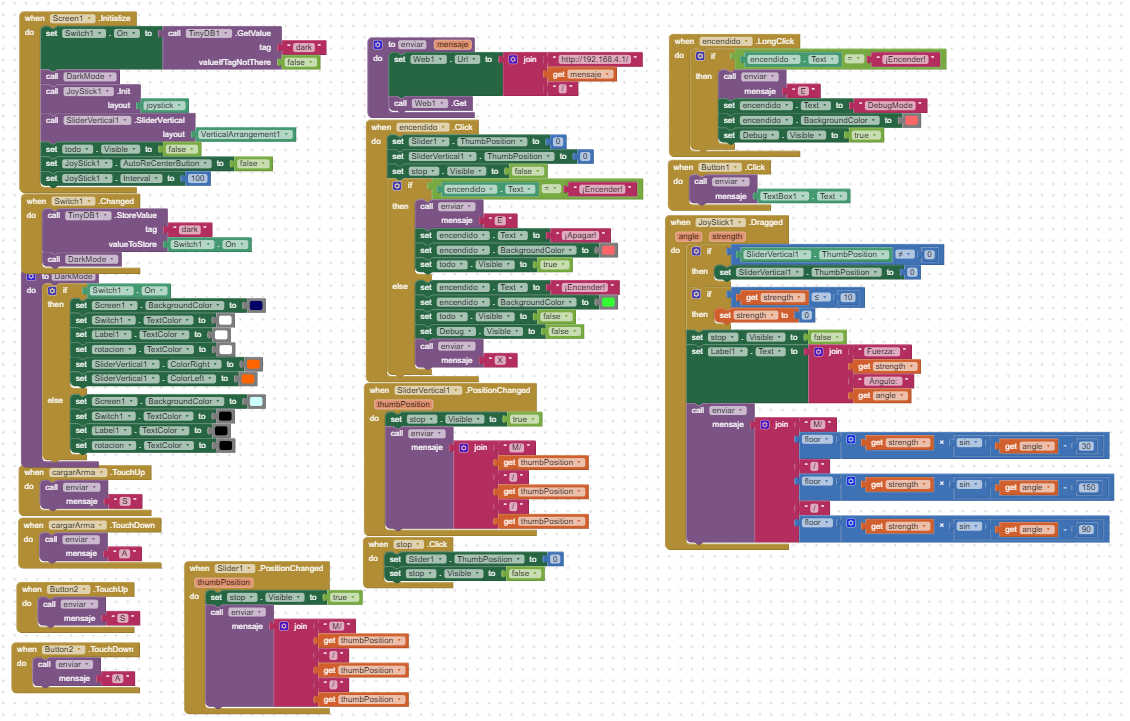 when Screen1 .Initialize
do set Switch1 . On to call TinyDB1 .GetValue
tag " dark "
valueIfTagNotThere false
call DarkMode
call JoyStick1 .Init
layout joystick
call SliderVertical1 .SliderVertical
layout VerticalArrangement1
set todo . Visible to false
set JoyStick1 . AutoReCenterButton to false
set JoyStick1 . Interval to 100
when Switch1 .Changed
do call TinyDB1 .StoreValue
tag " dark "
valueToStore Switch1 . On
call DarkMode
to DarkMode
do if Switch1 . On
then set Screen1 . BackgroundColor to
set Switch1 . TextColor to
set Label1 . TextColor to
set rotacion . TextColor to
set SliderVertical1 . ColorRight to
set SliderVertical1 . ColorLeft to
else set Screen1 . BackgroundColor to
set Switch1 . TextColor to
set Label1 . TextColor to
set rotacion . TextColor to
when cargarArma .TouchUp
do call enviar
mensaje " S "
when cargarArma .TouchDown
do call enviar
mensaje " A "
when Button2 .TouchUp
do call enviar
mensaje " S "
when Button2 .TouchDown
do call enviar
mensaje " A "
when Slider1 .PositionChanged
thumbPosition
do set stop . Visible to true
call enviar
mensaje join " M/ "
get thumbPosition
" / "
get thumbPosition
" / "
get thumbPosition
to enviar mensaje
do set Web1 . Url to join " http://192.168.4.1/ "
get mensaje
" / "
call Web1 .Get
when encendido .Click
do set Slider1 . ThumbPosition to 0
set SliderVertical1 . ThumbPosition to 0
set stop . Visible to false
if encendido . Text = " ¡Encender! "
then call enviar
mensaje " E "
set encendido . Text to " ¡Apagar! "
set encendido . BackgroundColor to
set todo . Visible to true
else set encendido . Text to " ¡Encender! "
set encendido . BackgroundColor to
set todo . Visible to false
set Debug . Visible to false
call enviar
mensaje " X "
when SliderVertical1 .PositionChanged
thumbPosition
do set stop . Visible to true
call enviar
mensaje join " M/ "
get thumbPosition
" / "
get thumbPosition
" / "
get thumbPosition
when stop .Click
do set Slider1 . ThumbPosition to 0
set stop . Visible to false
when encendido .LongClick
do if encendido . Text = " ¡Encender! "
then call enviar
mensaje " E "
set encendido . Text to " DebugMode "
set encendido . BackgroundColor to
set Debug . Visible to true
when Button1 .Click
do call enviar
mensaje TextBox1 . Text
when JoyStick1 .Dragged
angle strength
do if SliderVertical1 . ThumbPosition ≠ 0
then set SliderVertical1 . ThumbPosition to 0
if get strength ≤ 10
then set strength to 0
set stop . Visible to false
set Label1 . Text to join " Fuerza: "
get strength
" Ángulo: "
get angle
call enviar
mensaje join " M/ "
floor get strength × sin get angle - 30
" / "
floor get strength × sin get angle - 150
" / "
floor get strength × sin get angle - 90